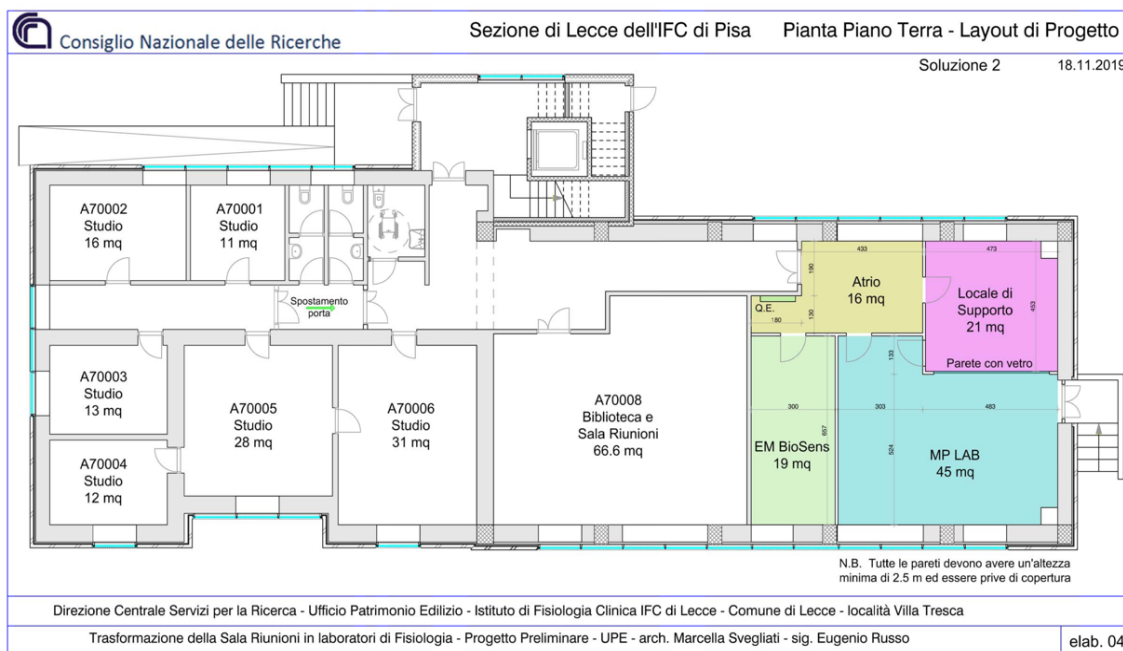 Consiglio Nazionale delle Ricerche
Sezione di Lecce dell'IFC di Pisa
Pianta Piano Terra - Layout di Progetto
Soluzione 2
18.11.2019
A70002
Studio
16 mq
A70001
Studio
11 mq
Spostamento
porta
433
473
190
Atrio
16 mq
Q.E.
130
180
Locale di
Supporto
21 mq
453
Parete con vetro
133
A70003
Studio
13 mq
A70004
Studio
12 mq
A70005
Studio
28 mq
A70006
Studio
31 mq
A70008
Biblioteca e
Sala Riunioni
66.6 mq
300
303
483
657
524
EM BioSens
19 mq
MP LAB
45 mq
N.B. Tutte le pareti devono avere un'altezza
minima di 2.5 m ed essere prive di copertura
Direzione Centrale Servizi per la Ricerca - Ufficio Patrimonio Edilizio - Istituto di Fisiologia Clinica IFC di Lecce - Comune di Lecce - località Villa Tresca
Trasformazione della Sala Riunioni in laboratori di Fisiologia - Progetto Preliminare - UPE - arch. Marcella Svegliati - sig. Eugenio Russo
elab. 04